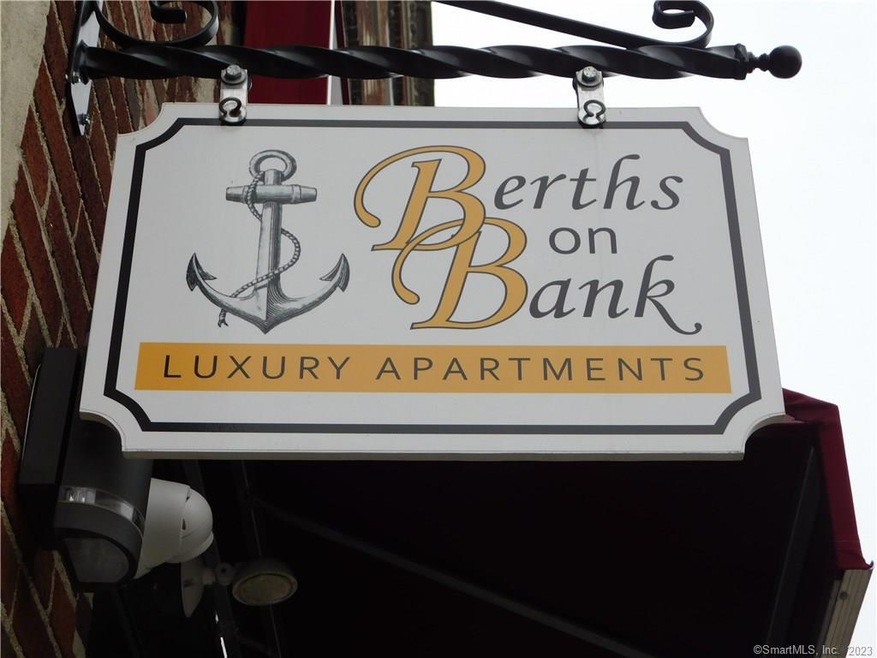 Berths
on
Bank
LUXURY APARTMENTS
©SmartMLS, Inc. 2023